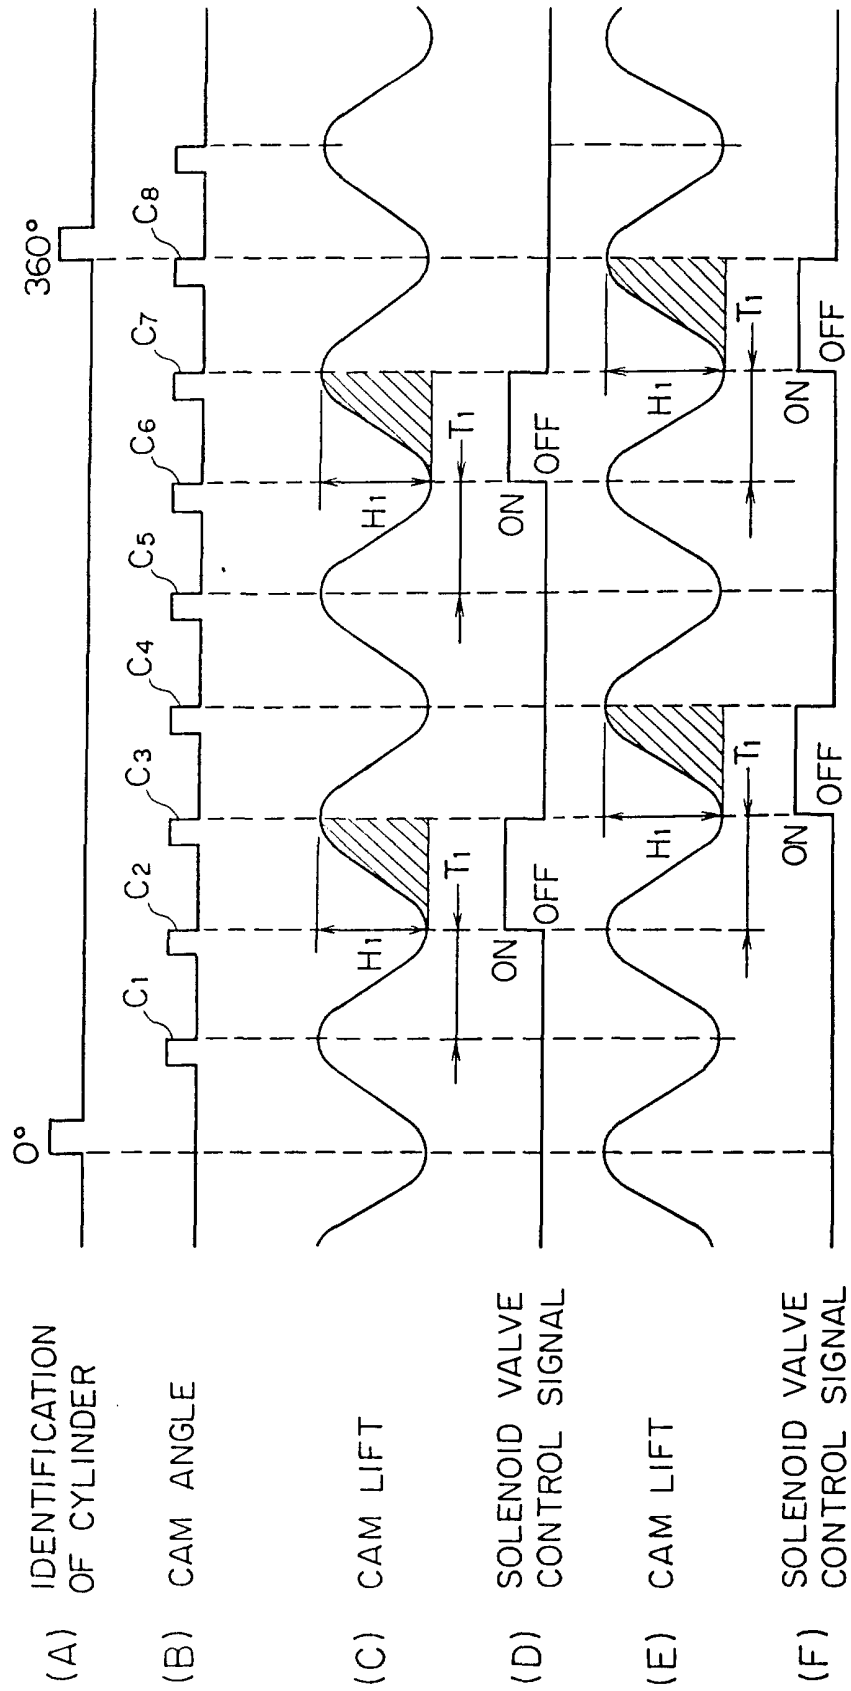 (A) IDENTIFICATION
OF CYLINDER
0°
360°
(B) CAM ANGLE
C1
C2
C3
C4
C5
C6
C7
C8
(C) CAM LIFT
H1
T1
H1
T1
(D) SOLENOID VALVE
CONTROL SIGNAL
ON
OFF
ON
OFF
(E) CAM LIFT
H1
T1
H1
T1
(F) SOLENOID VALVE
CONTROL SIGNAL
ON
OFF
ON
OFF